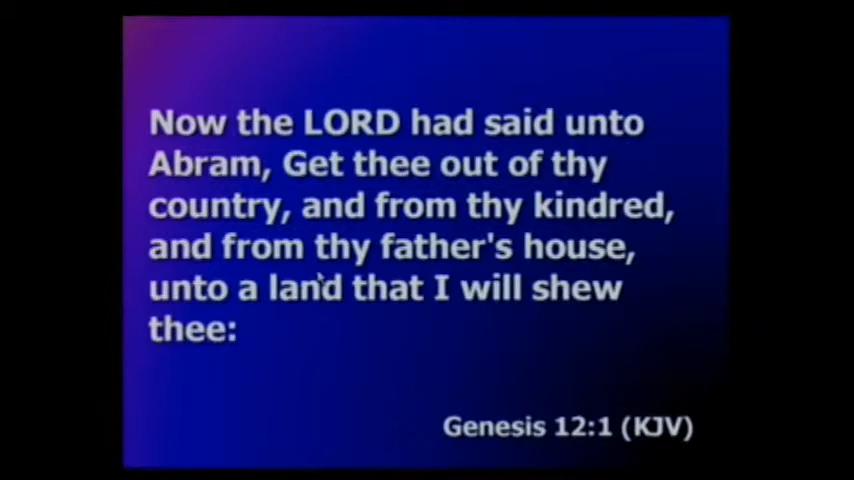 Now the LORD had said unto
Abram, Get thee out of thy
country, and from thy kindred,
and from thy father's house,
unto a land that I will shew
thee:
Genesis 12:1 (KJV)